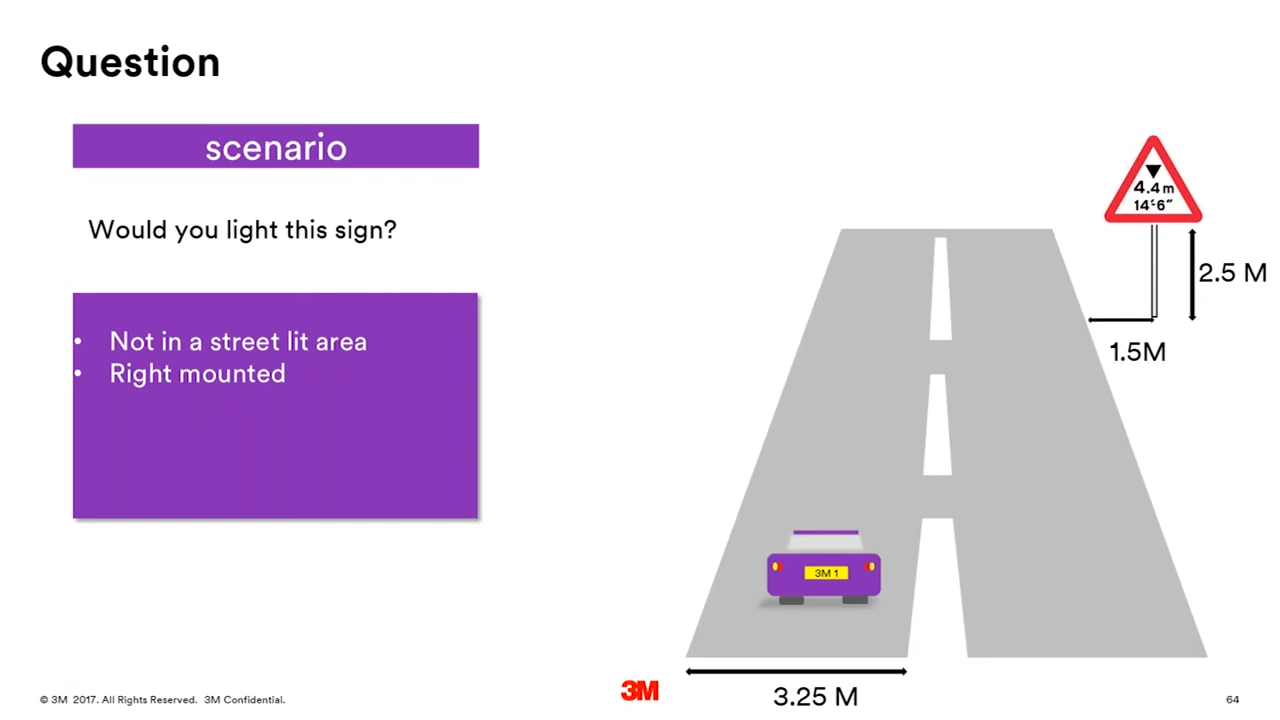 Question
scenario
Would you light this sign?
• Not in a street lit area
• Right mounted
4.4m
14'-6"
2.5 M
1.5M
3M 1
3.25 M
© 3M 2017. All Rights Reserved. 3M Confidential.
3M
64